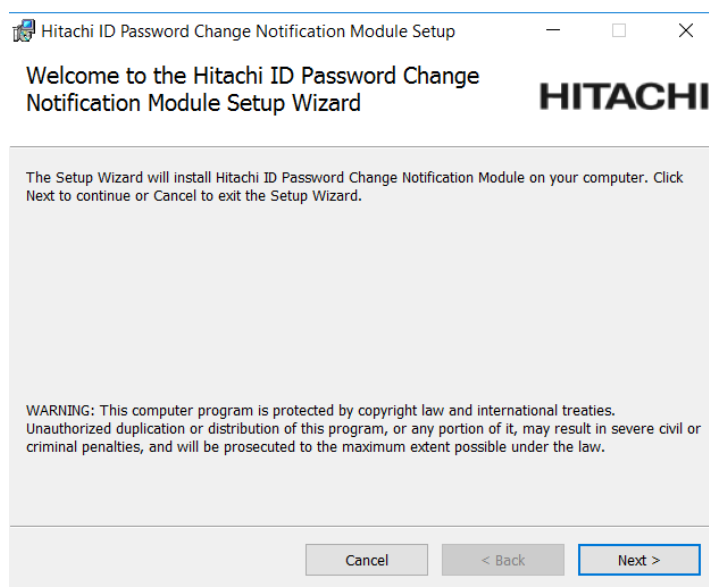 Hitachi ID Password Change Notification Module Setup
Welcome to the Hitachi ID Password Change
Notification Module Setup Wizard
HITACHI
The Setup Wizard will install Hitachi ID Password Change Notification Module on your computer. Click
Next to continue or Cancel to exit the Setup Wizard.
WARNING: This computer program is protected by copyright law and international treaties.
Unauthorized duplication or distribution of this program, or any portion of it, may result in severe civil or
criminal penalties, and will be prosecuted to the maximum extent possible under the law.
Cancel
< Back
Next >